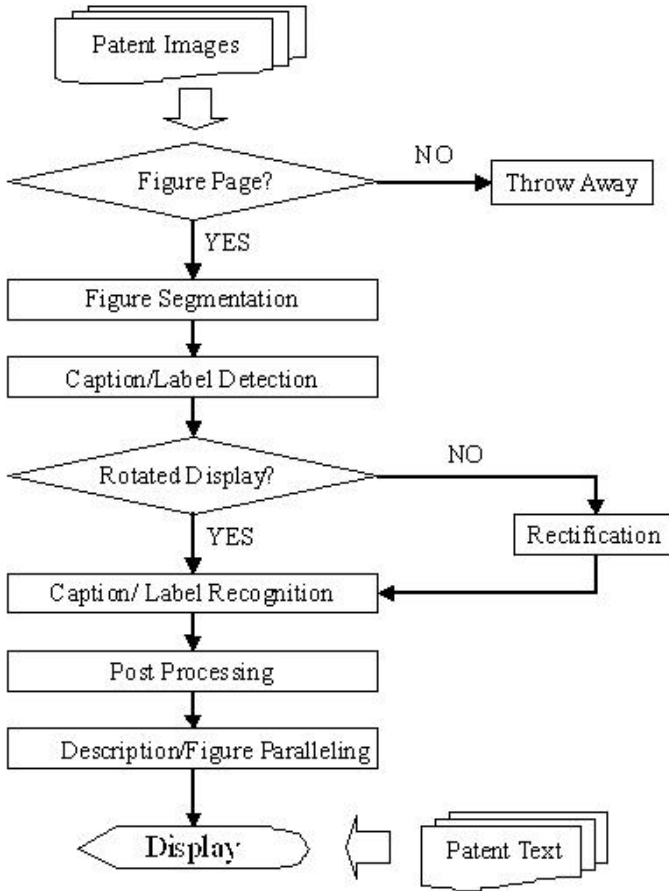 Patent Images
NO
Figure Page?
Throw Away
YES
Figure Segmentation
Caption/Label Detection
NO
Rotated Display?
YES
Rectification
Caption/ Label Recognition
Post Processing
Description/Figure Paralleling
Display
Patent Text